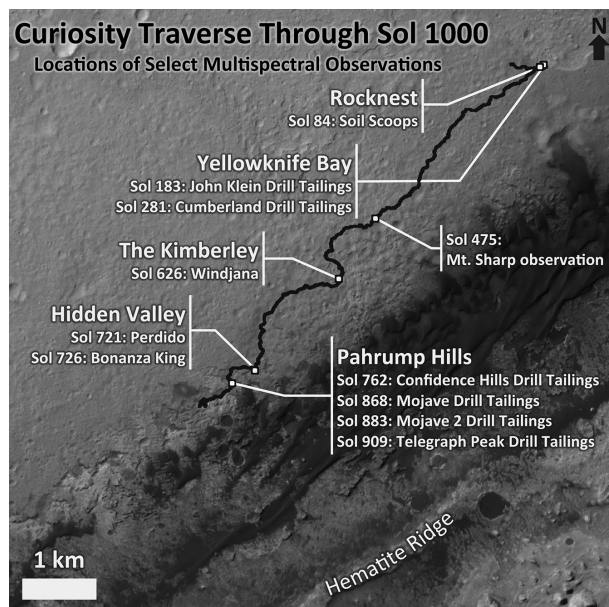 Curiosity Traverse Through Sol 1000
Locations of Select Multispectral Observations
N
Rocknest
Sol 84: Soil Scoops
Yellowknife Bay
Sol 183: John Klein Drill Tailings
Sol 281: Cumberland Drill Tailings
Sol 475:
Mt. Sharp observation
The Kimberley
Sol 626: Windjana
Hidden Valley
Sol 721: Perdido
Sol 726: Bonanza King
Pahrump Hills
Sol 762: Confidence Hills Drill Tailings
Sol 868: Mojave Drill Tailings
Sol 883: Mojave 2 Drill Tailings
Sol 909: Telegraph Peak Drill Tailings
Hematite Ridge
1 km